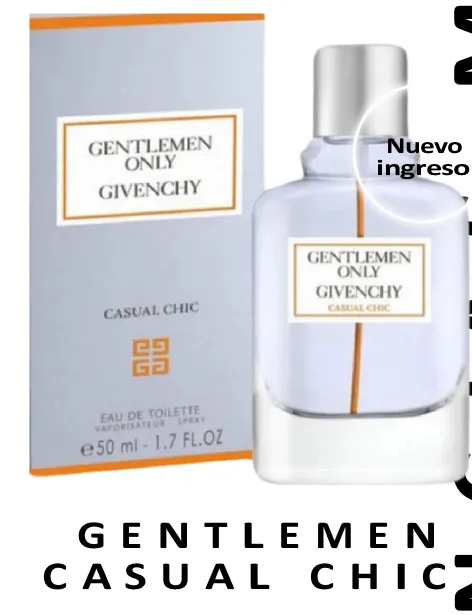 GENTLEMEN
ONLY
GIVENCHY
CASUAL CHIC
EAU DE TOILETTE
VAPORISATEUR - SPRAY
e 50 ml - 1.7 FL.OZ
Nuevo
ingreso
GENTLEMEN
ONLY
GIVENCHY
CASUAL CHIC
GENTLEMEN
CASUAL CHIC